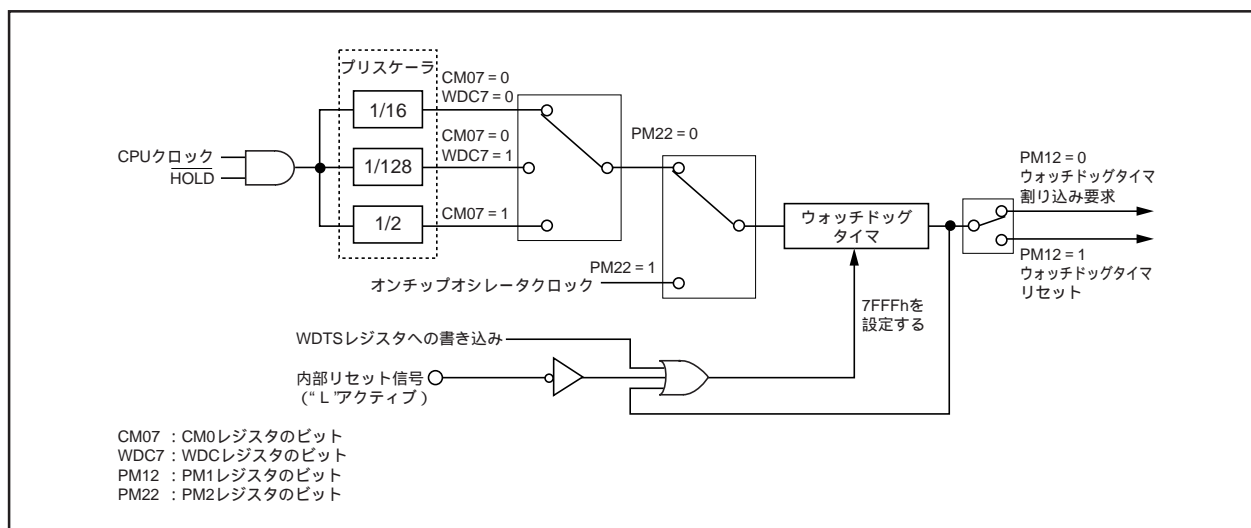 プリスケーラ
CM07 = 0
WDC7 = 0
1/16
CM07 = 0
WDC7 = 1
1/128
CM07 = 1
1/2
CPUクロック
HOLD
PM22 = 0
PM22 = 1
オンチップオシレータクロック
ウォッチドッグ
タイマ
PM12 = 0
ウォッチドッグタイマ
割り込み要求
PM12 = 1
ウォッチドッグタイマ
リセット
7FFFhを
設定する
WDTSレジスタへの書き込み
内部リセット信号
(“L”アクティブ)
CM07 : CM0レジスタのビット
WDC7 : WDCレジスタのビット
PM12 : PM1レジスタのビット
PM22 : PM2レジスタのビット